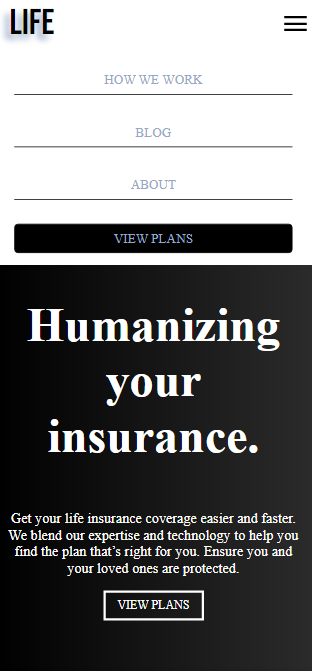 LIFE
HOW WE WORK
BLOG
ABOUT
VIEW PLANS
Humanizing
your
insurance.
Get your life insurance coverage easier and faster.
We blend our expertise and technology to help you
find the plan that’s right for you. Ensure you and
your loved ones are protected.
VIEW PLANS